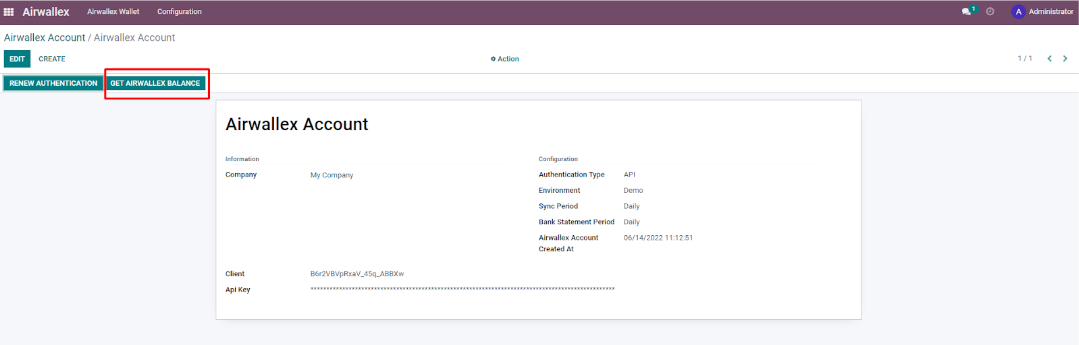 Airwallex Airwallex Wallet Configuration 1 A Administrator
Airwallex Account / Airwallex Account
EDIT CREATE Action 1 / 1
RENEW AUTHENTICATION GET AIRWALLEX BALANCE
Airwallex Account
Information
Company My Company
Configuration
Authentication Type API
Environment Demo
Sync Period Daily
Bank Statement Period Daily
Airwallex Account 06/14/2022 11:12:51
Created At
Client B6r2VBVpRxaV_45q_ABBXw
Api Key ************************************************************************************************